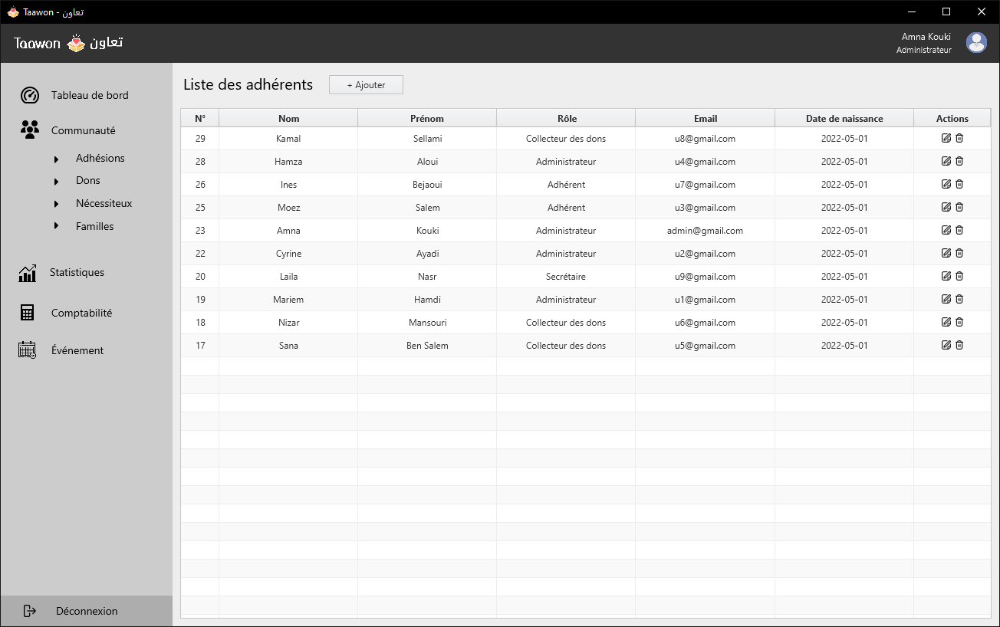 Taawon - تعاون
Taawon تعاون
Amna Kouki
Administrateur
Tableau de bord
Communauté
Adhésions
Dons
Nécessiteux
Familles
Statistiques
Comptabilité
Événement
Déconnexion
Liste des adhérents + Ajouter
N° Nom Prénom Rôle Email Date de naissance Actions
29 Kamal Sellami Collecteur des dons u8@gmail.com 2022-05-01
28 Hamza Aloui Administrateur u4@gmail.com 2022-05-01
26 Ines Bejaoui Adhérent u7@gmail.com 2022-05-01
25 Moez Salem Adhérent u3@gmail.com 2022-05-01
23 Amna Kouki Administrateur admin@gmail.com 2022-05-01
22 Cyrine Ayadi Administrateur u2@gmail.com 2022-05-01
20 Laila Nasr Secrétaire u9@gmail.com 2022-05-01
19 Mariem Hamdi Administrateur u1@gmail.com 2022-05-01
18 Nizar Mansouri Collecteur des dons u6@gmail.com 2022-05-01
17 Sana Ben Salem Collecteur des dons u5@gmail.com 2022-05-01